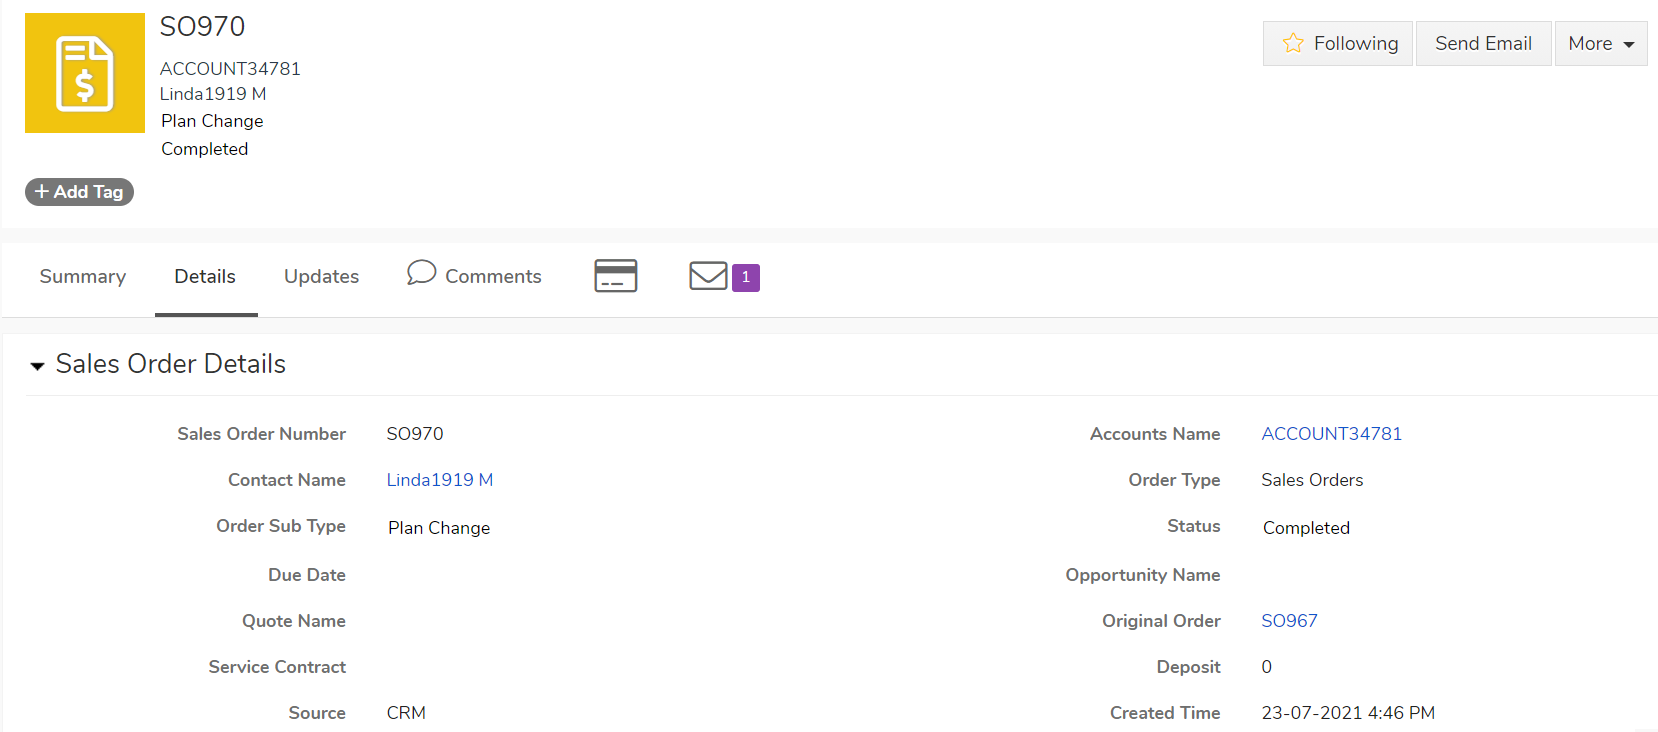 SO970
ACCOUNT34781
Linda1919 M
Plan Change
Completed
+ Add Tag
Following
Send Email
More
Summary
Details
Updates
Comments
1
Sales Order Details
Sales Order Number SO970 Accounts Name ACCOUNT34781
Contact Name Linda1919 M Order Type Sales Orders
Order Sub Type Plan Change Status Completed
Due Date Opportunity Name
Quote Name Original Order SO967
Service Contract Deposit 0
Source CRM Created Time 23-07-2021 4:46 PM